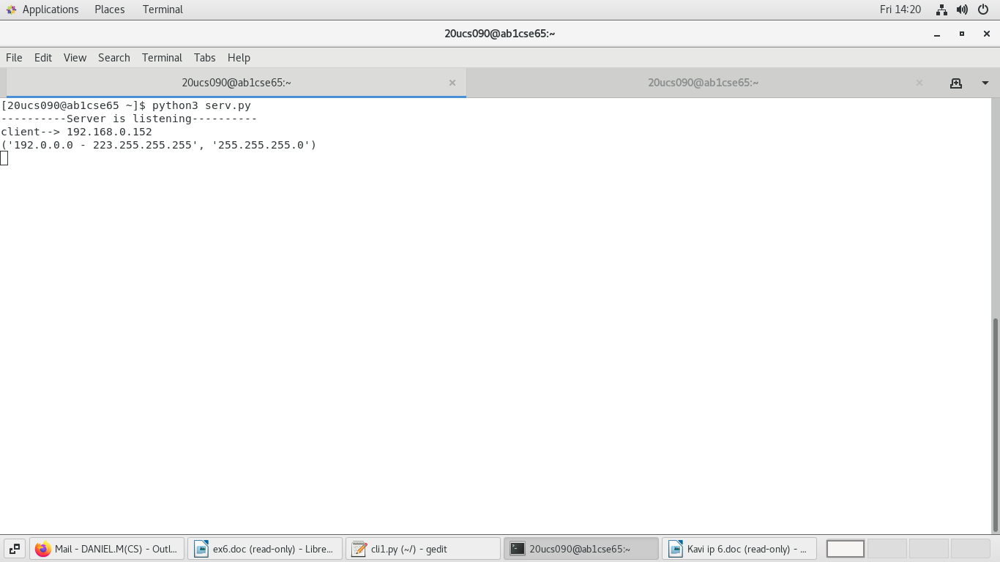 Applications Places Terminal Fri 14:20
20ucs090@ab1cse65:~
File Edit View Search Terminal Tabs Help
20ucs090@ab1cse65:~ 20ucs090@ab1cse65:~
[20ucs090@ab1cse65 ~]$ python3 serv.py
----------Server is listening----------
client--> 192.168.0.152
('192.0.0.0 - 223.255.255.255', '255.255.255.0')
Mail - DANIEL.M(CS) - Outl... ex6.doc (read-only) - Libre... cli1.py (~/) - gedit 20ucs090@ab1cse65:~ Kavi ip 6.doc (read-only) - ...